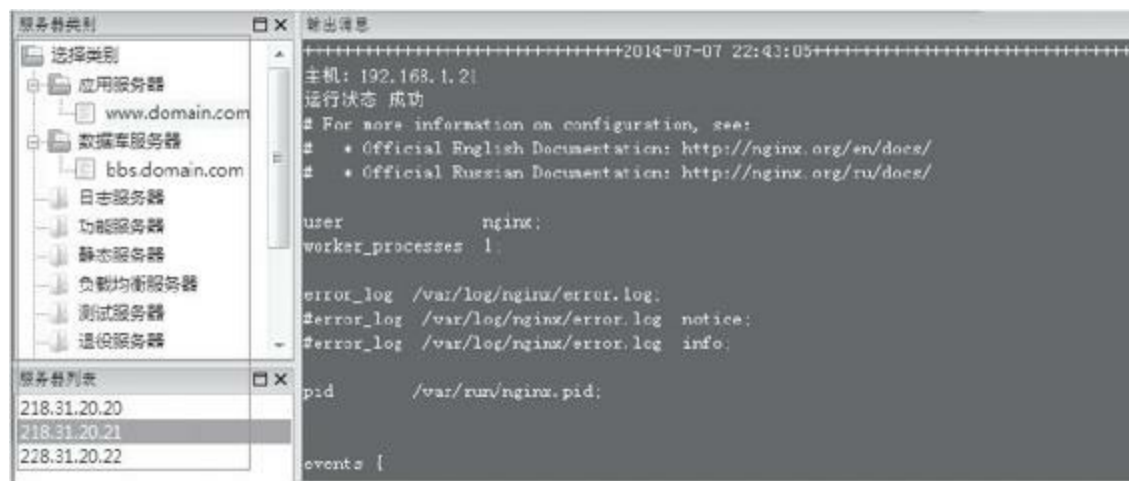 服务器类别
选择类别
应用服务器
www.domain.com
数据库服务器
bbs.domain.com
日志服务器
功能服务器
静态服务器
负载均衡服务器
测试服务器
退役服务器
服务器列表
218.31.20.20
218.31.20.21
228.31.20.22
输出消息
++++++++++++++++++++++++++++++++2014-07-07 22:43:05++++++++++++++++++++++++++++++++
主机: 192.168.1.21
运行状态 成功
# For more information on configuration, see:
#   * Official English Documentation: http://nginx.org/en/docs/
#   * Official Russian Documentation: http://nginx.org/ru/docs/
user              nginx;
worker_processes  1;
error_log  /var/log/nginx/error.log;
#error_log  /var/log/nginx/error.log  notice;
#error_log  /var/log/nginx/error.log  info;
pid        /var/run/nginx.pid;
events {